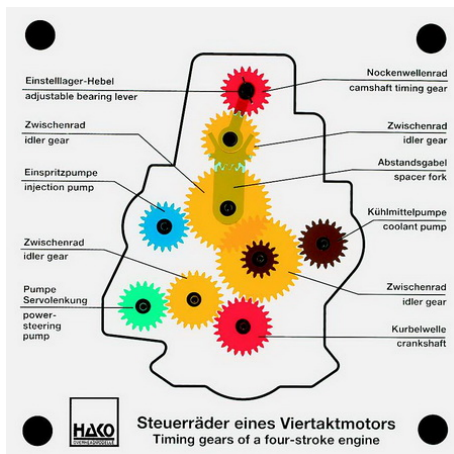 Einstelllager-Hebel
adjustable bearing lever
Nockenwellenrad
camshaft timing gear
Zwischenrad
idler gear
Zwischenrad
idler gear
Abstandsgabel
spacer fork
Einspritzpumpe
injection pump
Kühlmittelpumpe
coolant pump
Zwischenrad
idler gear
Pumpe
Servolenkung
power-
steering
pump
Zwischenrad
idler gear
Kurbelwelle
crankshaft
HAKO
Steuerräder eines Viertaktmotors
Timing gears of a four-stroke engine